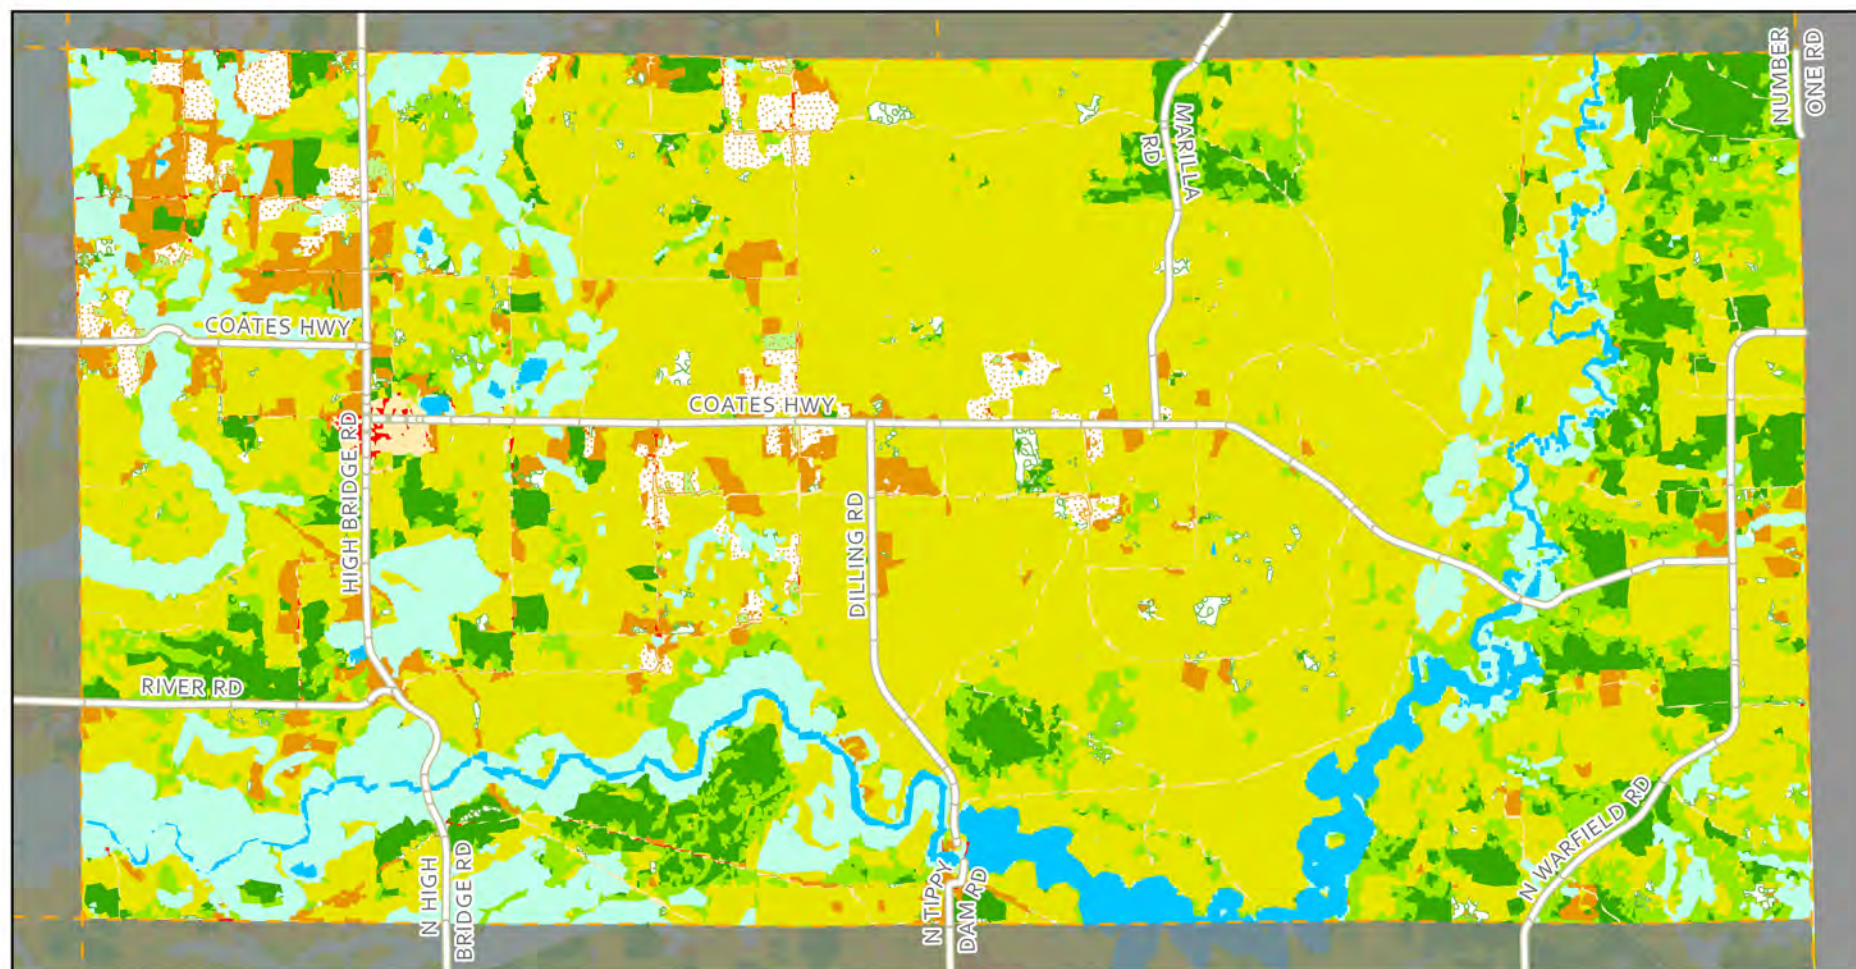 NUMBER
ONE RD
MARILLA
RD
COATES HWY
COATES HWY
HIGH BRIDGE RD
DILLING RD
RIVER RD
N WARFIELD RD
N HIGH
BRIDGE RD
N TIPPY
DAM RD